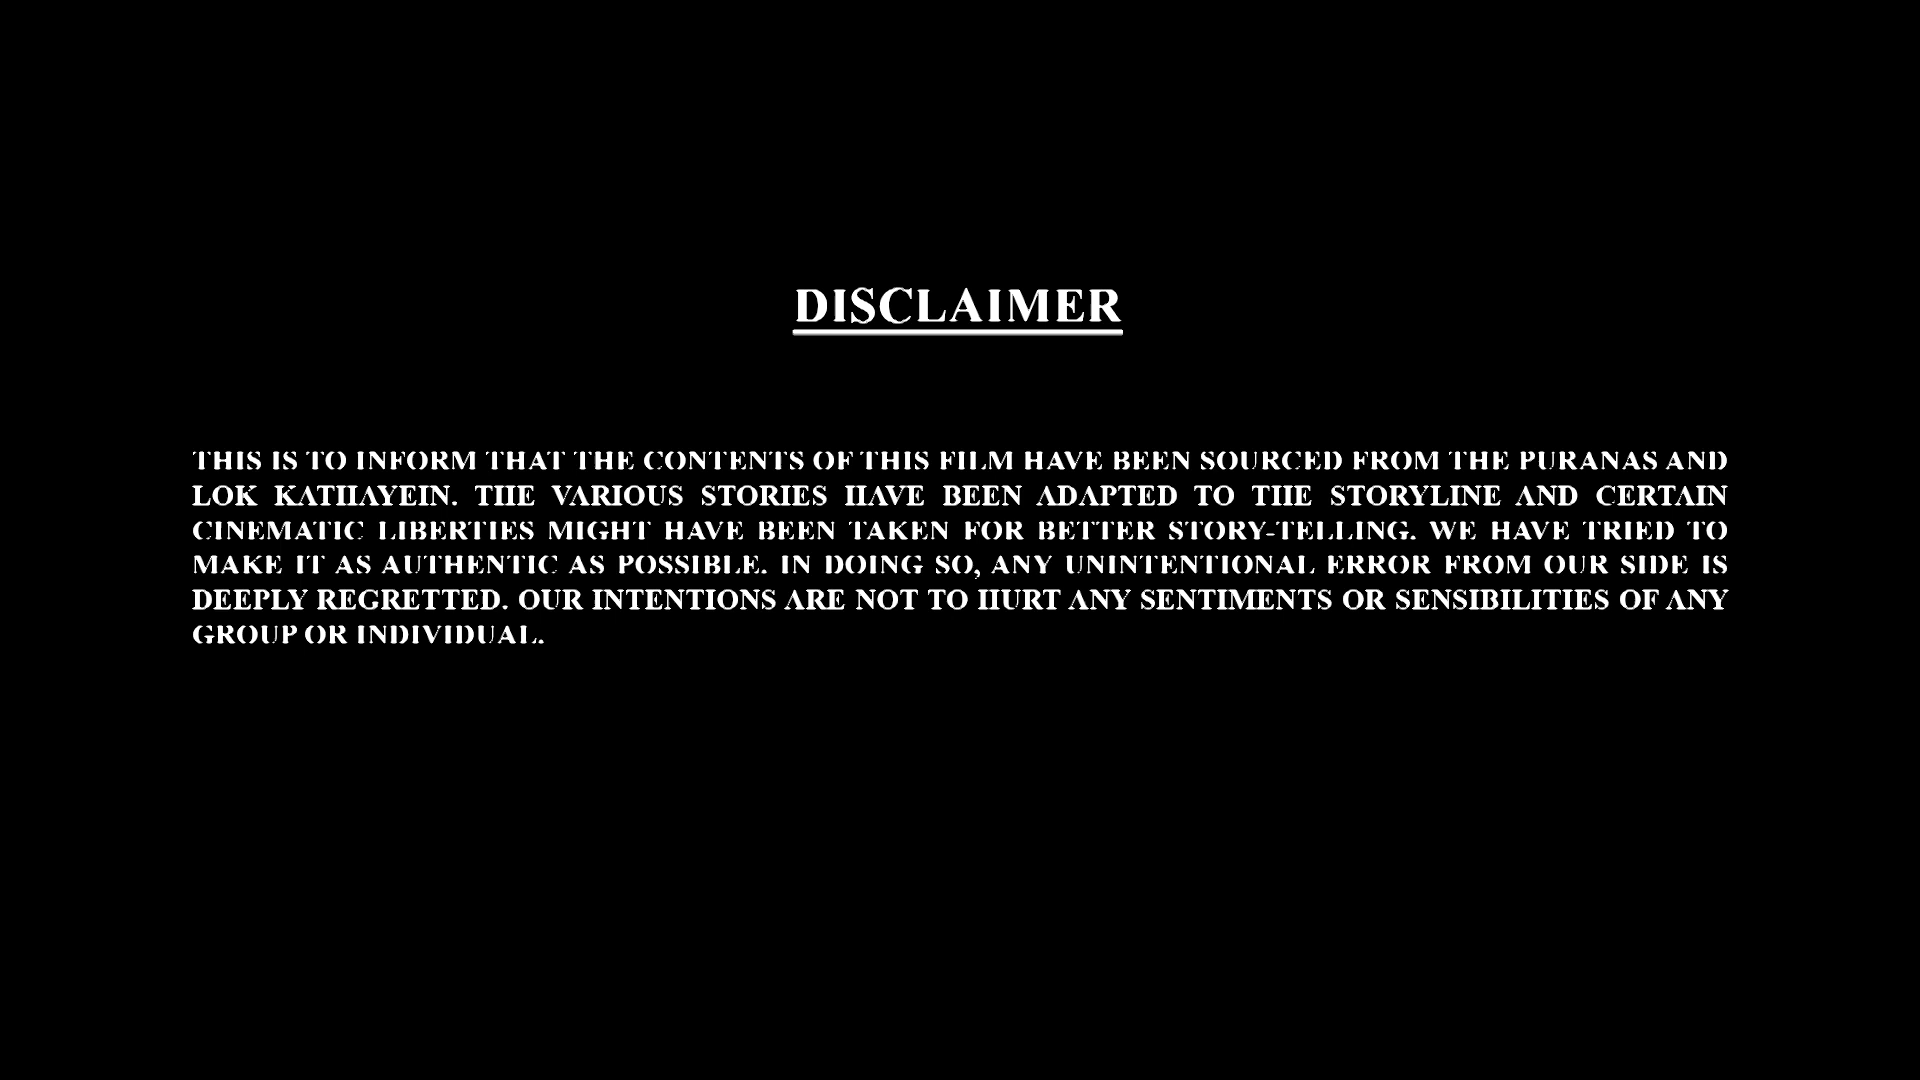 DISCLAIMER
THIS IS TO INFORM THAT THE CONTENTS OF THIS FILM HAVE BEEN SOURCED FROM THE PURANAS AND
LOK KATHAYEIN. THE VARIOUS STORIES HAVE BEEN ADAPTED TO THE STORYLINE AND CERTAIN
CINEMATIC LIBERTIES MIGHT HAVE BEEN TAKEN FOR BETTER STORY-TELLING. WE HAVE TRIED TO
MAKE IT AS AUTHENTIC AS POSSIBLE. IN DOING SO, ANY UNINTENTIONAL ERROR FROM OUR SIDE IS
DEEPLY REGRETTED. OUR INTENTIONS ARE NOT TO HURT ANY SENTIMENTS OR SENSIBILITIES OF ANY
GROUP OR INDIVIDUAL.